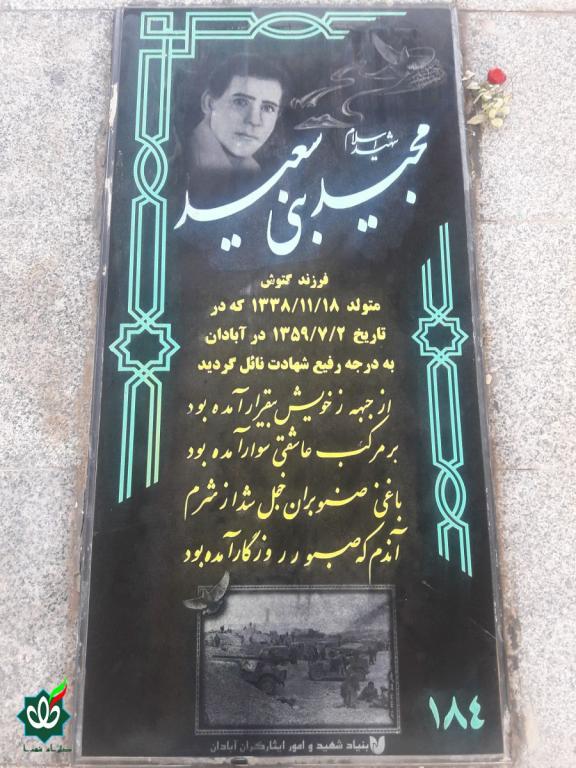 شهید اسلام
مجید بنی سعید
فرزند گتوش
متولد ۱۳۳۸/۱۱/۱۸ که در
تاریخ ۱۳۵۹/۷/۲ در آبادان
به درجه رفیع شهادت نائل گردید
از جبهه ز خویش بیقرار آمده بود
بر مرکب عاشقی سوار آمده بود
باغی صنوبران خجل شد از شرم
آندم که صبور روزگار آمده بود
بنیاد شهید و امور ایثارگران آبادان
۱۸۴